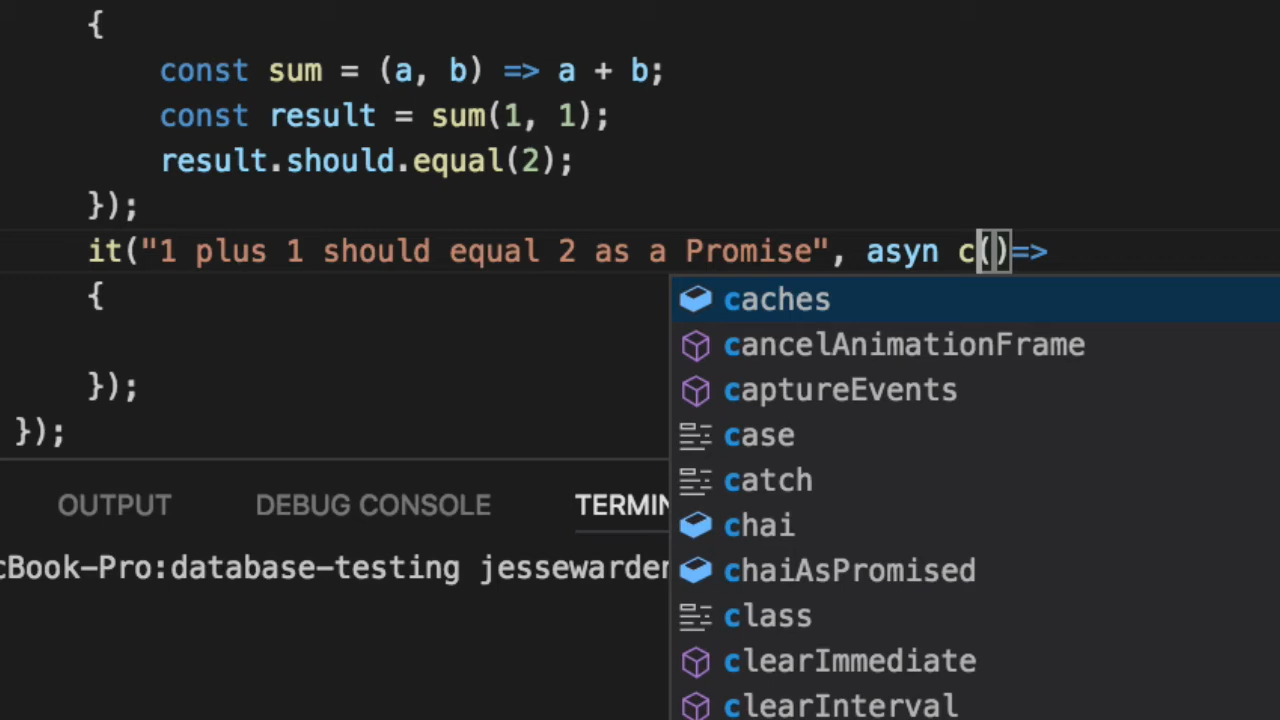 {
const sum = (a, b) => a + b;
const result = sum(1, 1);
result.should.equal(2);
});
it("1 plus 1 should equal 2 as a Promise", asyn c()=>
{
});
});
caches
cancelAnimationFrame
captureEvents
case
catch
chai
chaiAsPromised
class
clearImmediate
clearInterval
OUTPUT DEBUG CONSOLE TERMIN
cBook-Pro:database-testing jessewarden